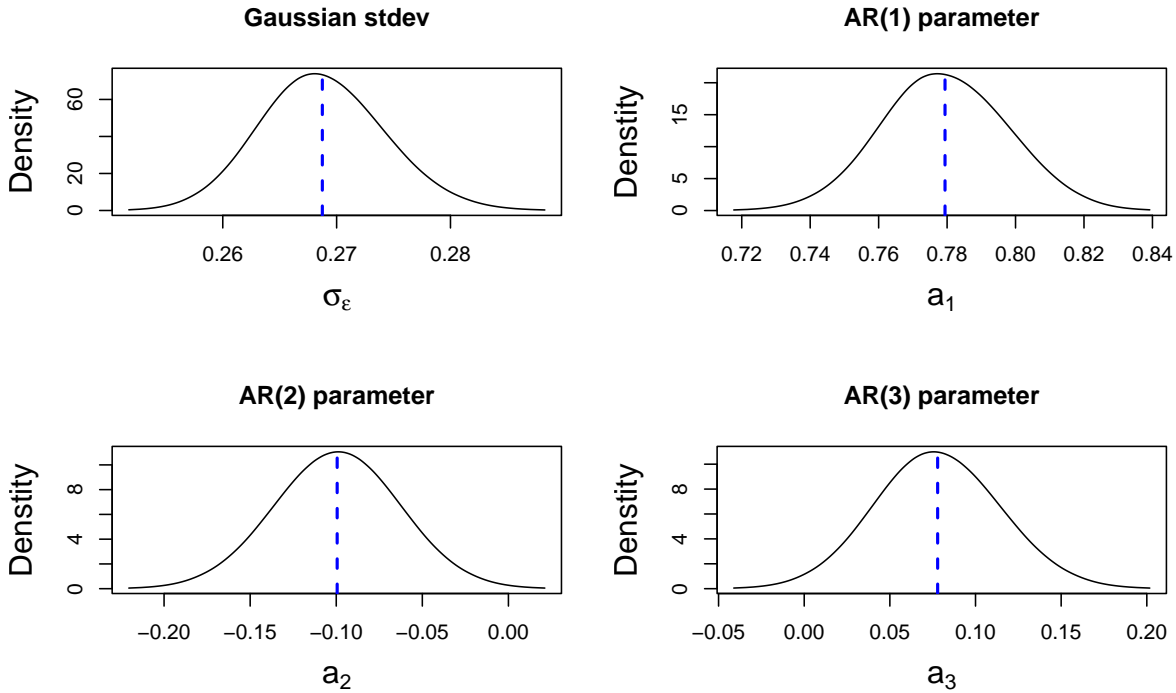 Gaussian stdev
Density
0 20 60
0.26 0.27 0.28
σε
AR(1) parameter
Denstity
0 5 15
0.72 0.74 0.76 0.78 0.80 0.82 0.84
a1
AR(2) parameter
Denstity
0 4 8
−0.20 −0.15 −0.10 −0.05 0.00
a2
AR(3) parameter
Denstity
0 4 8
−0.05 0.00 0.05 0.10 0.15 0.20
a3